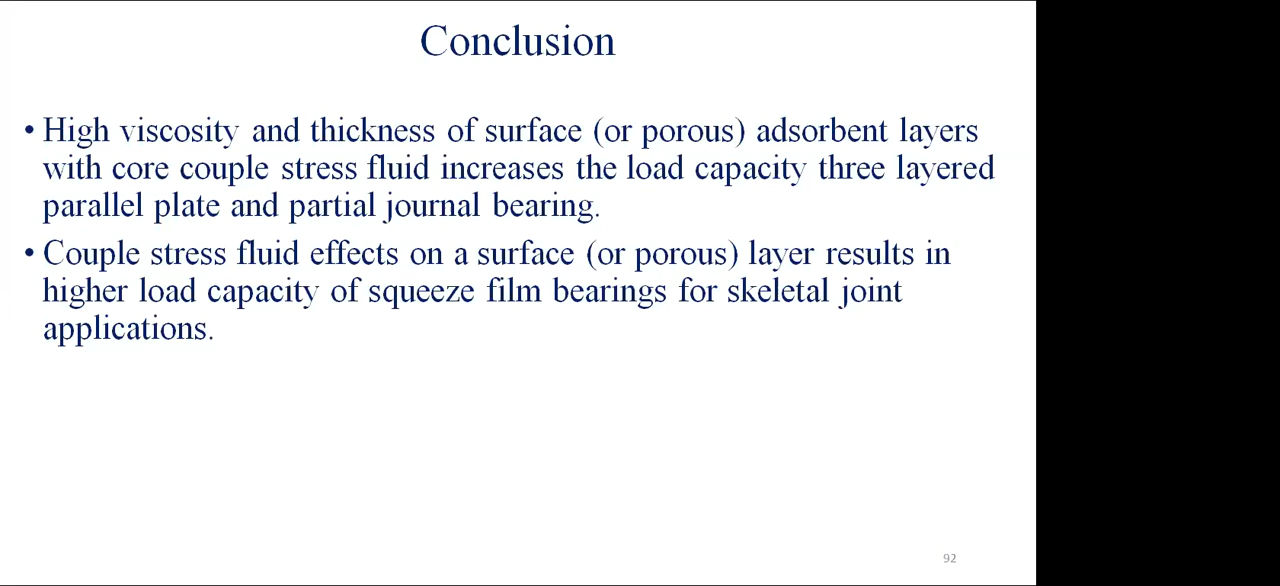 Conclusion
• High viscosity and thickness of surface (or porous) adsorbent layers
with core couple stress fluid increases the load capacity three layered
parallel plate and partial journal bearing.
• Couple stress fluid effects on a surface (or porous) layer results in
higher load capacity of squeeze film bearings for skeletal joint
applications.
92